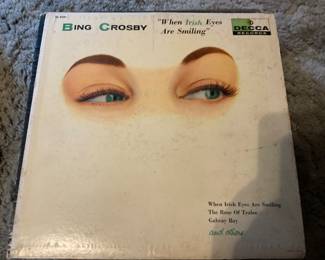 BING CROSBY
"When Irish Eyes
Are Smiling"
DECCA
RECORDS
When Irish Eyes Are Smiling
The Rose Of Tralee
Galway Bay
and others